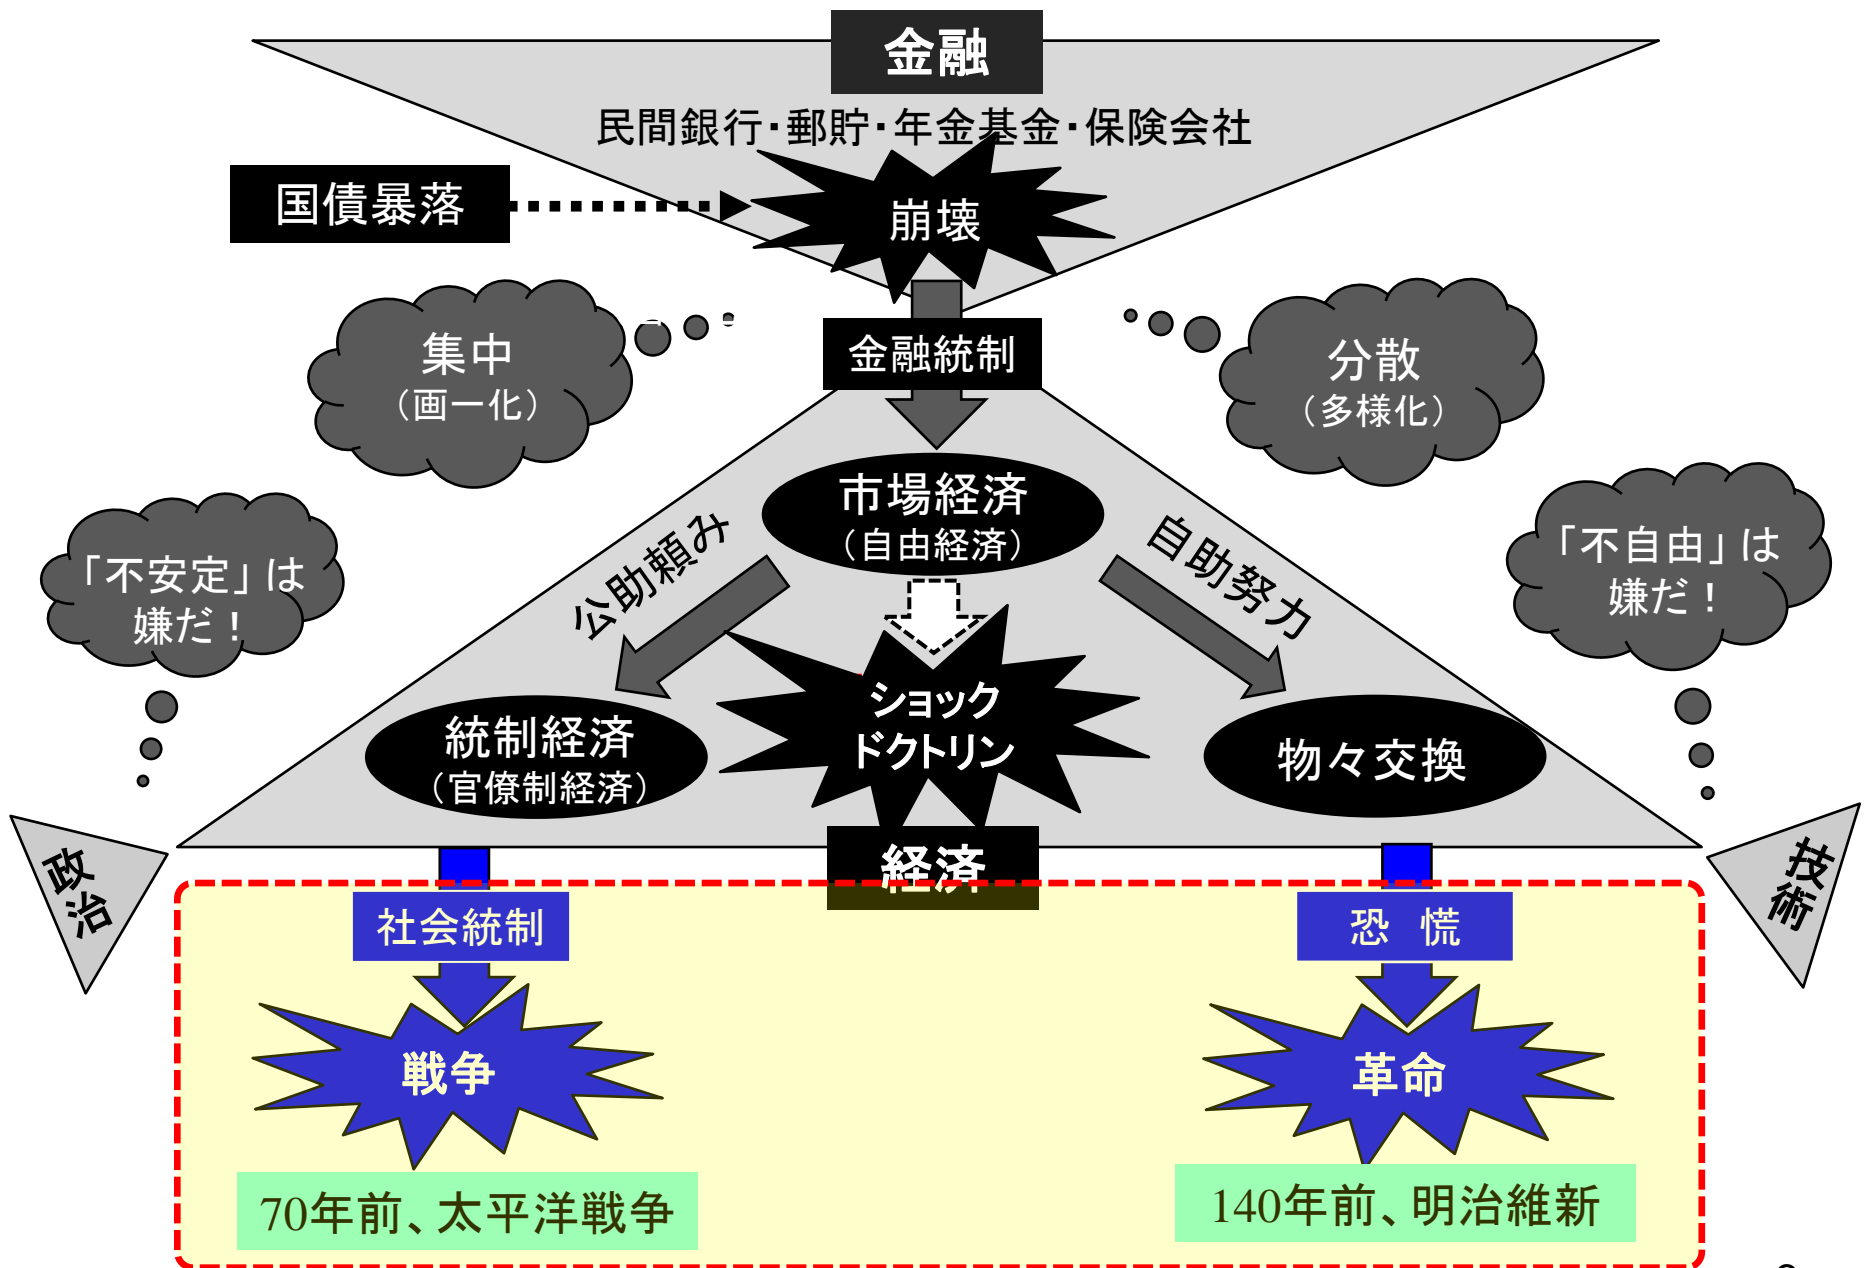 金融
民間銀行・郵貯・年金基金・保険会社
国債暴落
崩壊
集中
（画一化）
金融統制
分散
（多様化）
市場経済
（自由経済）
公助頼み
自助努力
「不安定」は
嫌だ！
「不自由」は
嫌だ！
ショック
ドクトリン
統制経済
（官僚制経済）
物々交換
経済
政治
技術
社会統制
恐 慌
戦争
革命
70年前、太平洋戦争
140年前、明治維新